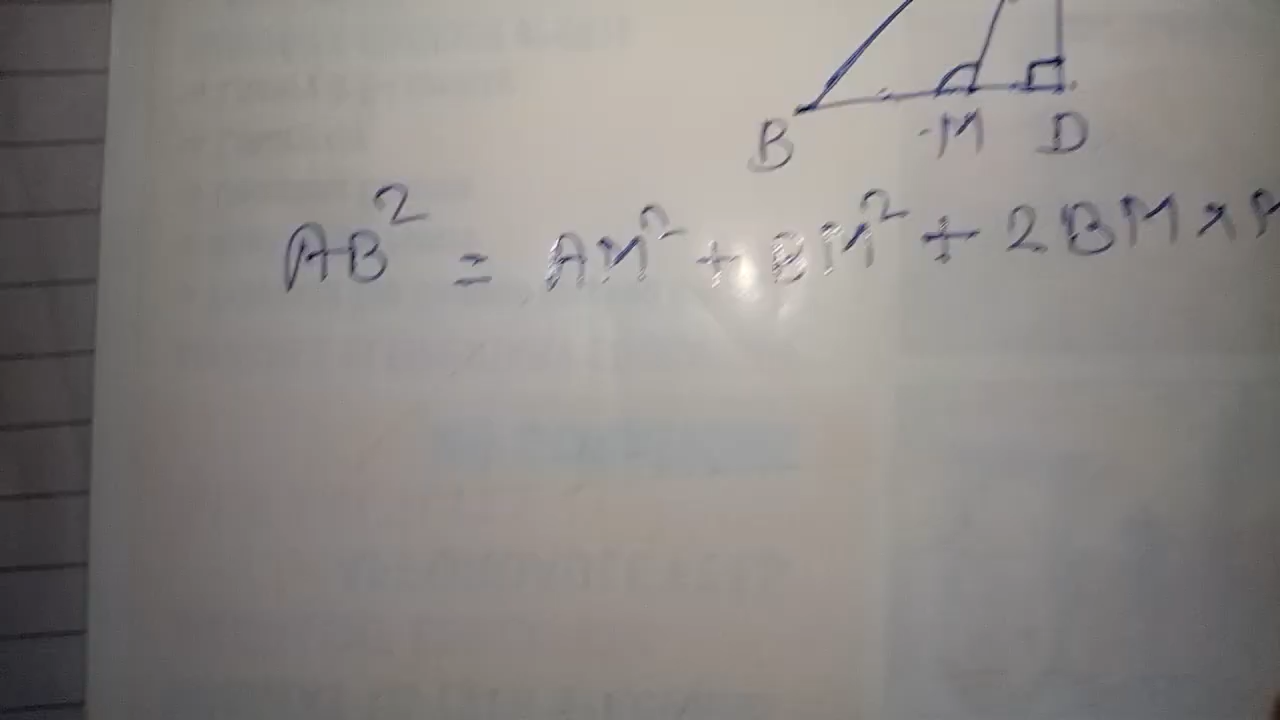 B M D
AB² = AM² + BM² + 2BM×